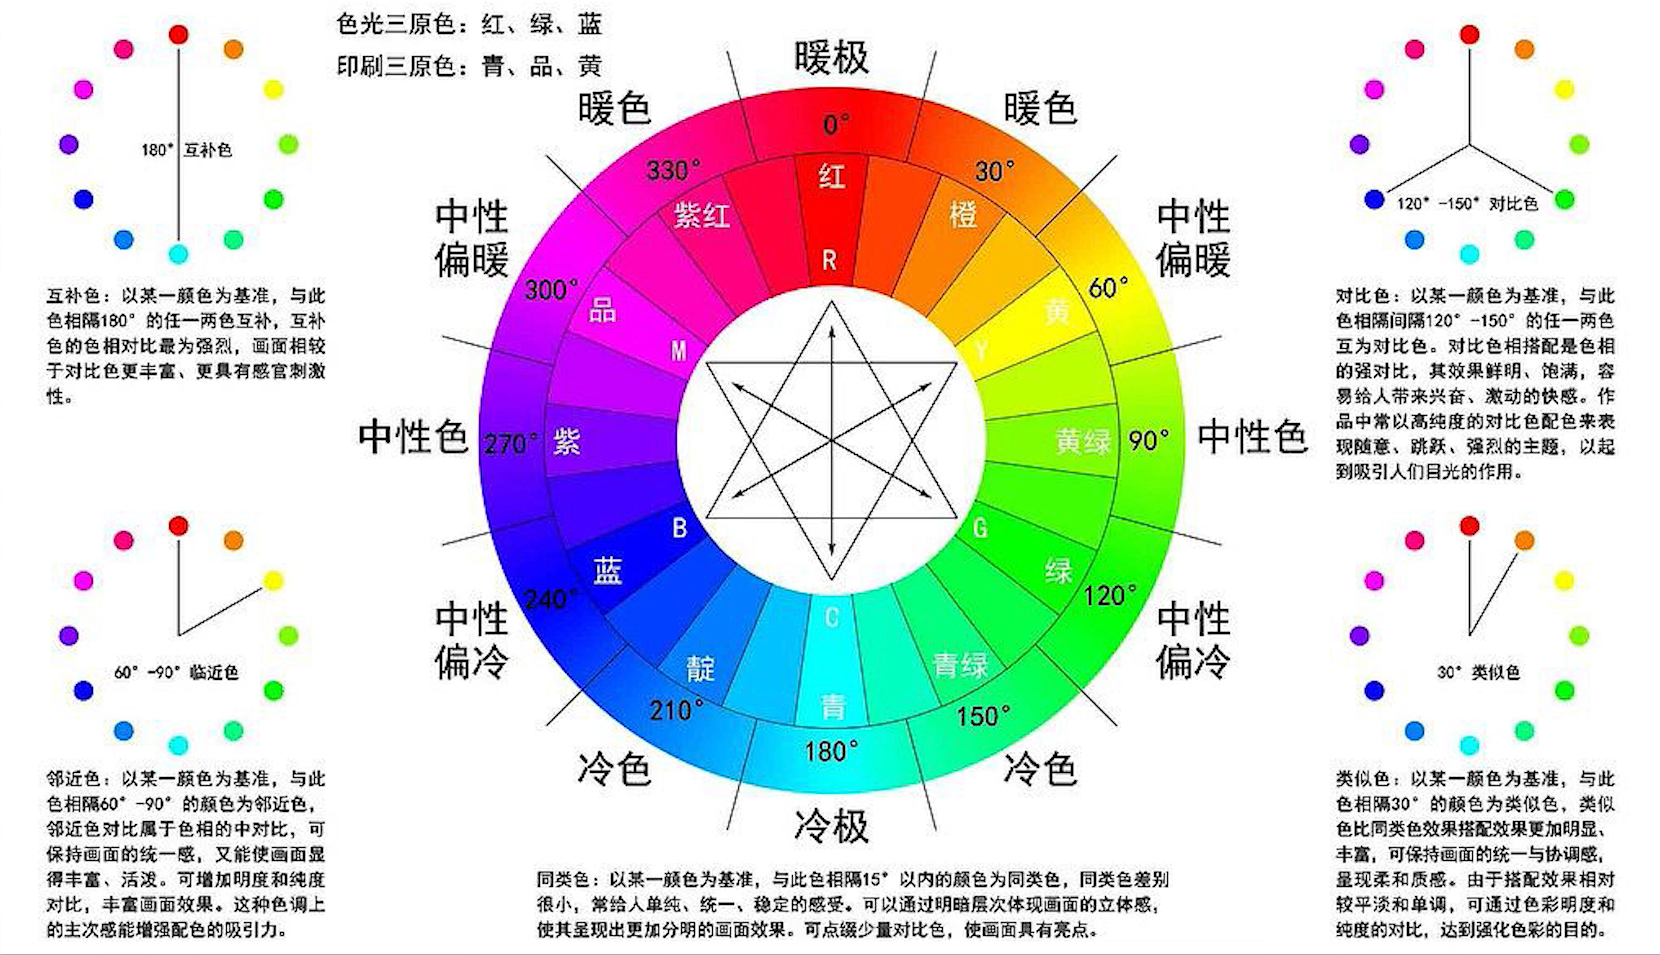 色光三原色：红、绿、蓝
印刷三原色：青、品、黄
180° 互补色
互补色：以某一颜色为基准，与此
色相隔180°的任一两色互补，互补
色的色相对比最为强烈，画面相较
于对比色更丰富、更具有感官刺激
性。
60°-90° 临近色
邻近色：以某一颜色为基准，与此
色相隔60°-90°的颜色为邻近色，
邻近色对比属于色相的中对比，可
保持画面的统一感，又能使画面显
得丰富、活泼。可增加明度和纯度
对比，丰富画面效果。这种色调上
的主次感能增强配色的吸引力。
暖极
暖色
暖色
中性
偏暖
中性
偏暖
中性色
中性色
中性
偏冷
中性
偏冷
冷色
冷色
冷极
0°
30°
60°
90°
120°
150°
180°
210°
240°
270°
300°
330°
红
R
橙
黄
Y
黄绿
绿
G
青绿
青
C
靛
蓝
B
紫
品
M
紫红
同类色：以某一颜色为基准，与此色相隔15°以内的颜色为同类色，同类色差别
很小，常给人单纯、统一、稳定的感受。可以通过明暗层次体现画面的立体感，
使其呈现出更加分明的画面效果。可点缀少量对比色，使画面具有亮点。
120°-150° 对比色
对比色：以某一颜色为基准，与此
色相隔间隔120°-150°的任一两色
互为对比色。对比色相搭配是色相
的强对比，其效果鲜明、饱满，容
易给人带来兴奋、激动的快感。作
品中常以高纯度的对比色配色来表
现随意、跳跃、强烈的主题，以起
到吸引人们目光的作用。
30° 类似色
类似色：以某一颜色为基准，与此
色相隔30°的颜色为类似色，类似
色比同类色效果搭配效果更加明显、
丰富，可保持画面的统一与协调感，
呈现柔和质感。由于搭配效果相对
较平淡和单调，可通过色彩明度和
纯度的对比，达到强化色彩的目的。